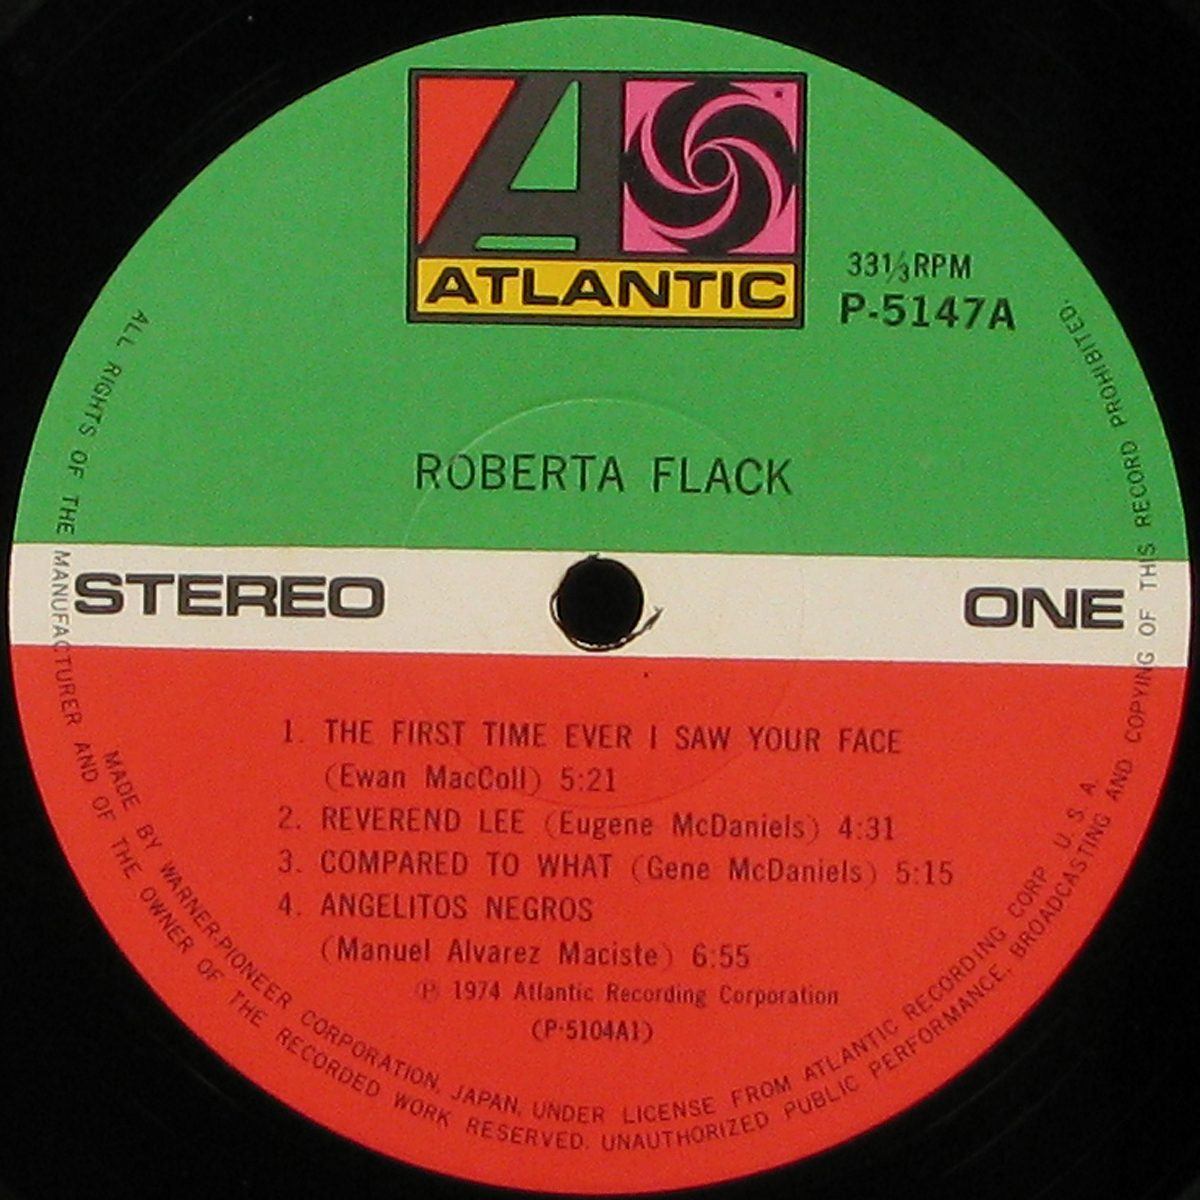 ATLANTIC
33 1/3 RPM
P-5147A
ROBERTA FLACK
STEREO
ONE
1. THE FIRST TIME EVER I SAW YOUR FACE
(Ewan MacColl) 5:21
2. REVEREND LEE (Eugene McDaniels) 4:31
3. COMPARED TO WHAT (Gene McDaniels) 5:15
4. ANGELITOS NEGROS
(Manuel Alvarez Maciste) 6:55
℗ 1974 Atlantic Recording Corporation
(P-5104A1)
MADE BY WARNER-PIONEER CORPORATION, JAPAN, UNDER LICENSE FROM ATLANTIC RECORDING CORP. U. S. A.
ALL RIGHTS OF THE MANUFACTURER AND OF THE OWNER OF THE RECORDED WORK RESERVED. UNAUTHORIZED PUBLIC PERFORMANCE, BROADCASTING AND COPYING OF THIS RECORD PROHIBITED.